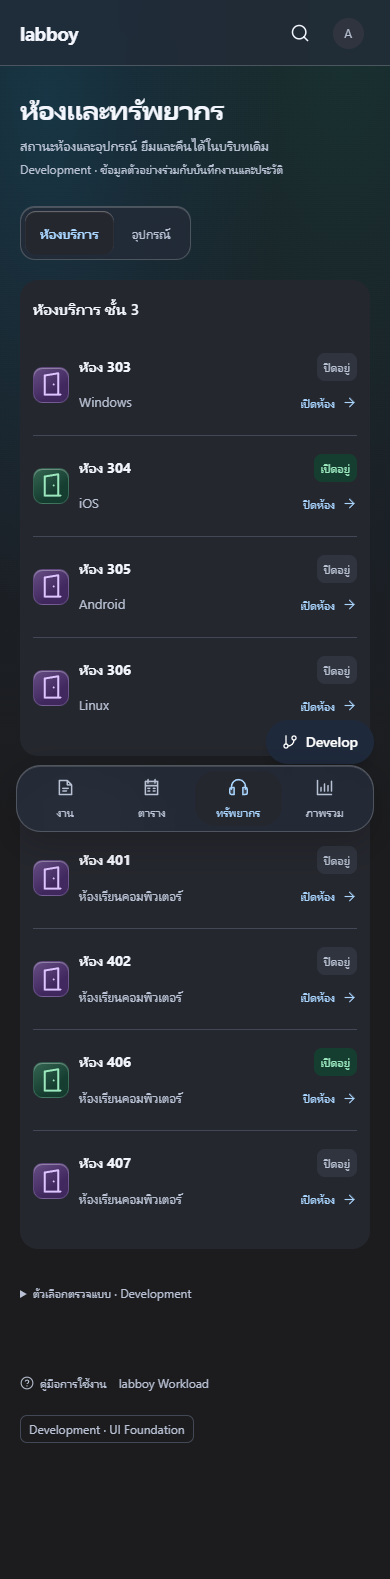 labboy
A
ห้องและทรัพยากร
สถานะห้องและอุปกรณ์ ยืมและคืนได้ในบริบทเดิม
Development · ข้อมูลตัวอย่างร่วมกับบันทึกงานและประวัติ
ห้องบริการ อุปกรณ์
ห้องบริการ ชั้น 3
ห้อง 303 ปิดอยู่
Windows เปิดห้อง
ห้อง 304 เปิดอยู่
iOS ปิดห้อง
ห้อง 305 ปิดอยู่
Android เปิดห้อง
ห้อง 306 ปิดอยู่
Linux เปิดห้อง
Develop
งาน ตาราง ทรัพยากร ภาพรวม
ห้อง 401 ปิดอยู่
ห้องเรียนคอมพิวเตอร์ เปิดห้อง
ห้อง 402 ปิดอยู่
ห้องเรียนคอมพิวเตอร์ เปิดห้อง
ห้อง 406 เปิดอยู่
ห้องเรียนคอมพิวเตอร์ ปิดห้อง
ห้อง 407 ปิดอยู่
ห้องเรียนคอมพิวเตอร์ เปิดห้อง
ตัวเลือกตรวจแบบ · Development
คู่มือการใช้งาน labboy Workload
Development · UI Foundation